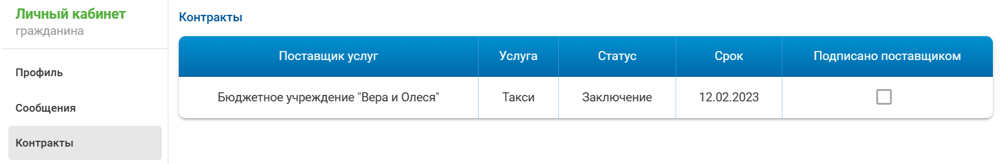 Личный кабинет
гражданина
Профиль
Сообщения
Контракты
Контракты
Поставщик услуг Услуга Статус Срок Подписано поставщиком
Бюджетное учреждение "Вера и Олеся" Такси Заключение 12.02.2023